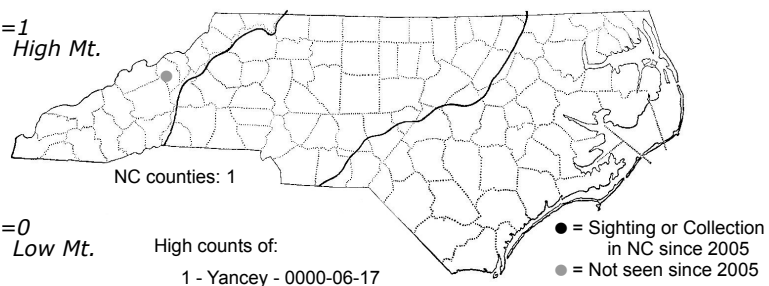 =1
High Mt.
NC counties: 1
=0
Low Mt.
High counts of:
1 - Yancey - 0000-06-17
● = Sighting or Collection
in NC since 2005
● = Not seen since 2005